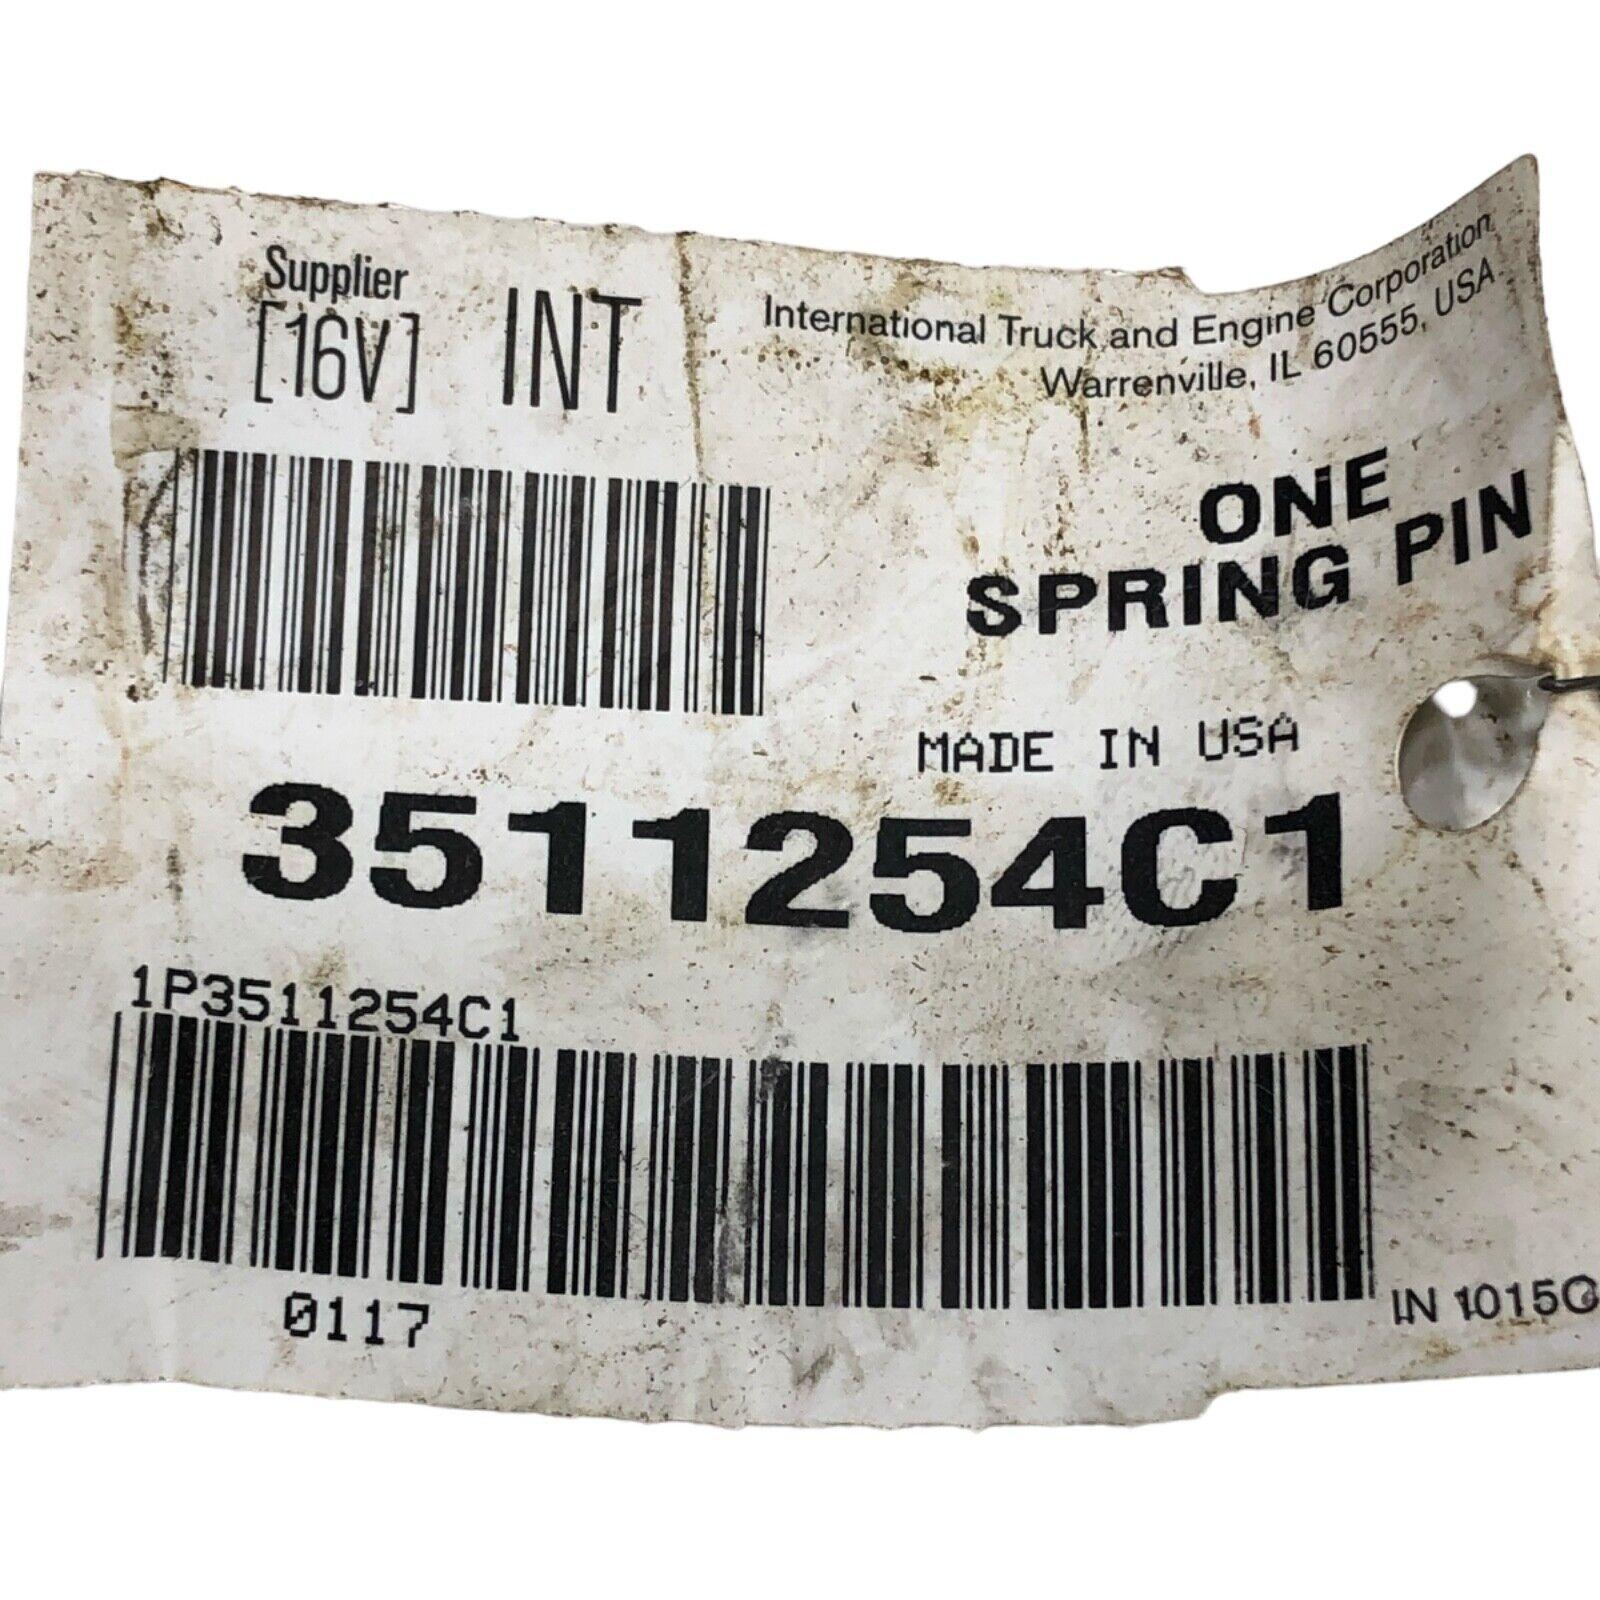 Supplier
[16V] INT
International Truck and Engine Corporation
Warrenville, IL 60555, USA
ONE
SPRING PIN
MADE IN USA
3511254C1
1P3511254C1
0117
IN 1015